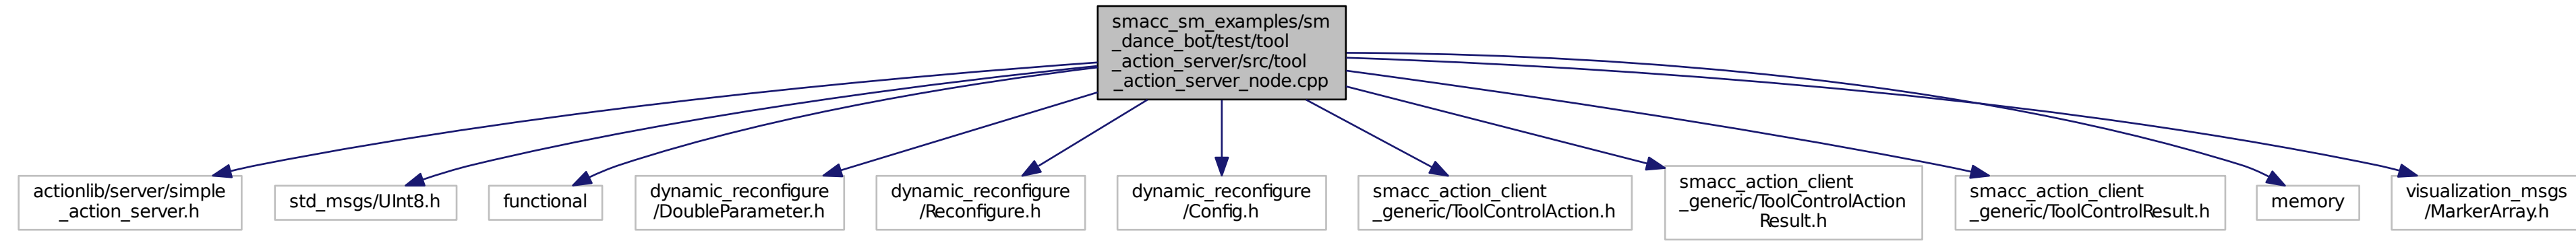 smacc_sm_examples/sm
_dance_bot/test/tool
_action_server/src/tool
_action_server_node.cpp
actionlib/server/simple
_action_server.h
std_msgs/UInt8.h
functional
dynamic_reconfigure
/DoubleParameter.h
dynamic_reconfigure
/Reconfigure.h
dynamic_reconfigure
/Config.h
smacc_action_client
_generic/ToolControlAction.h
smacc_action_client
_generic/ToolControlAction
Result.h
smacc_action_client
_generic/ToolControlResult.h
memory
visualization_msgs
/MarkerArray.h